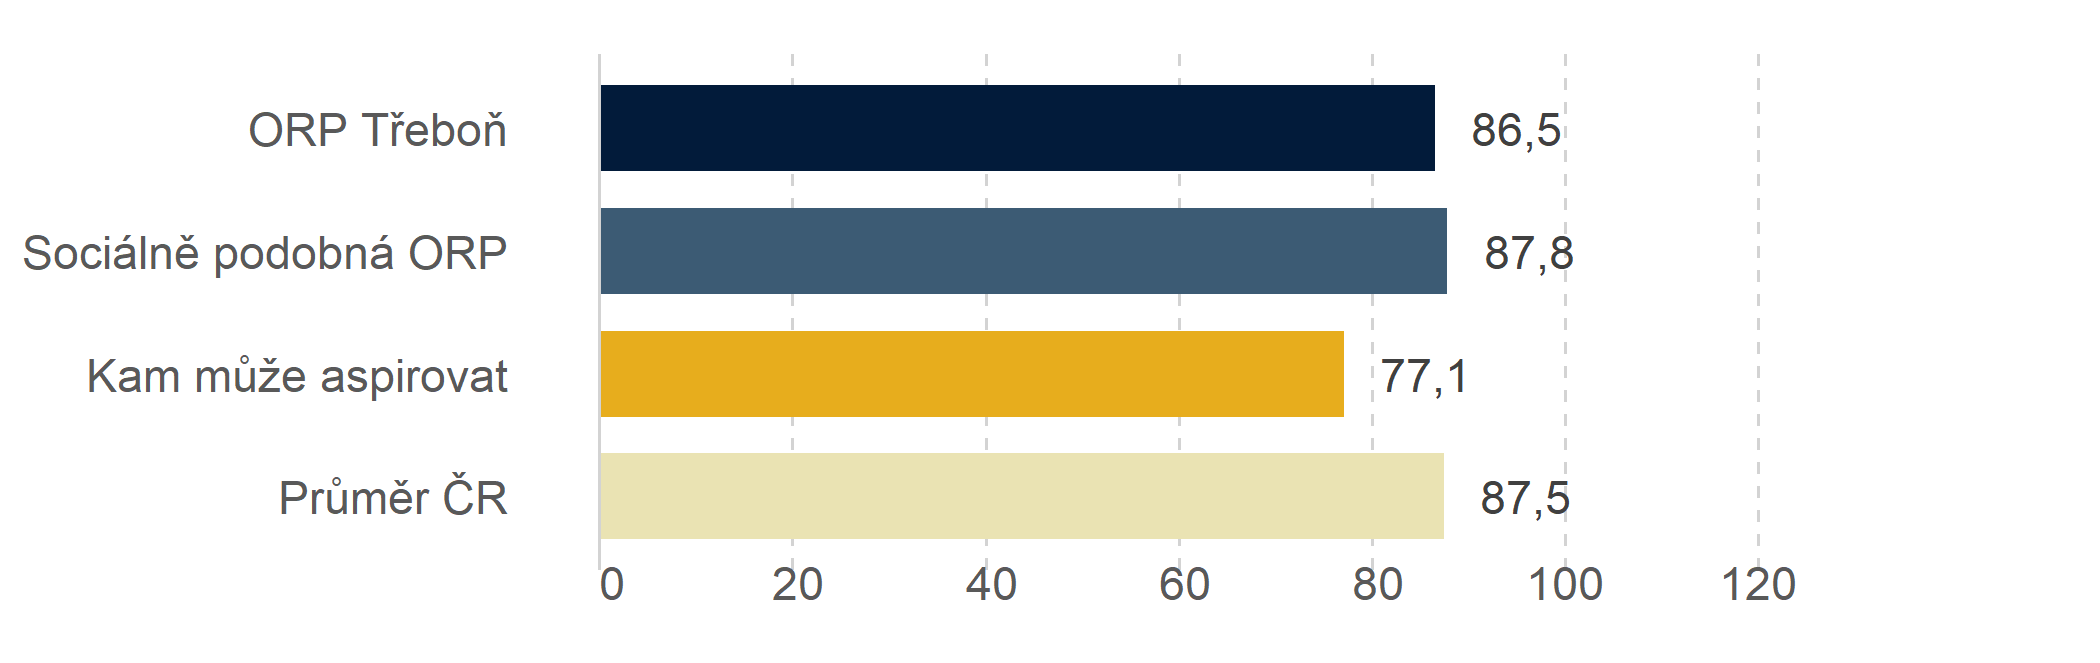 ORP Třeboň
86,5
Sociálně podobná ORP
87,8
Kam může aspirovat
77,1
Průměr ČR
87,5
0 20 40 60 80 100 120